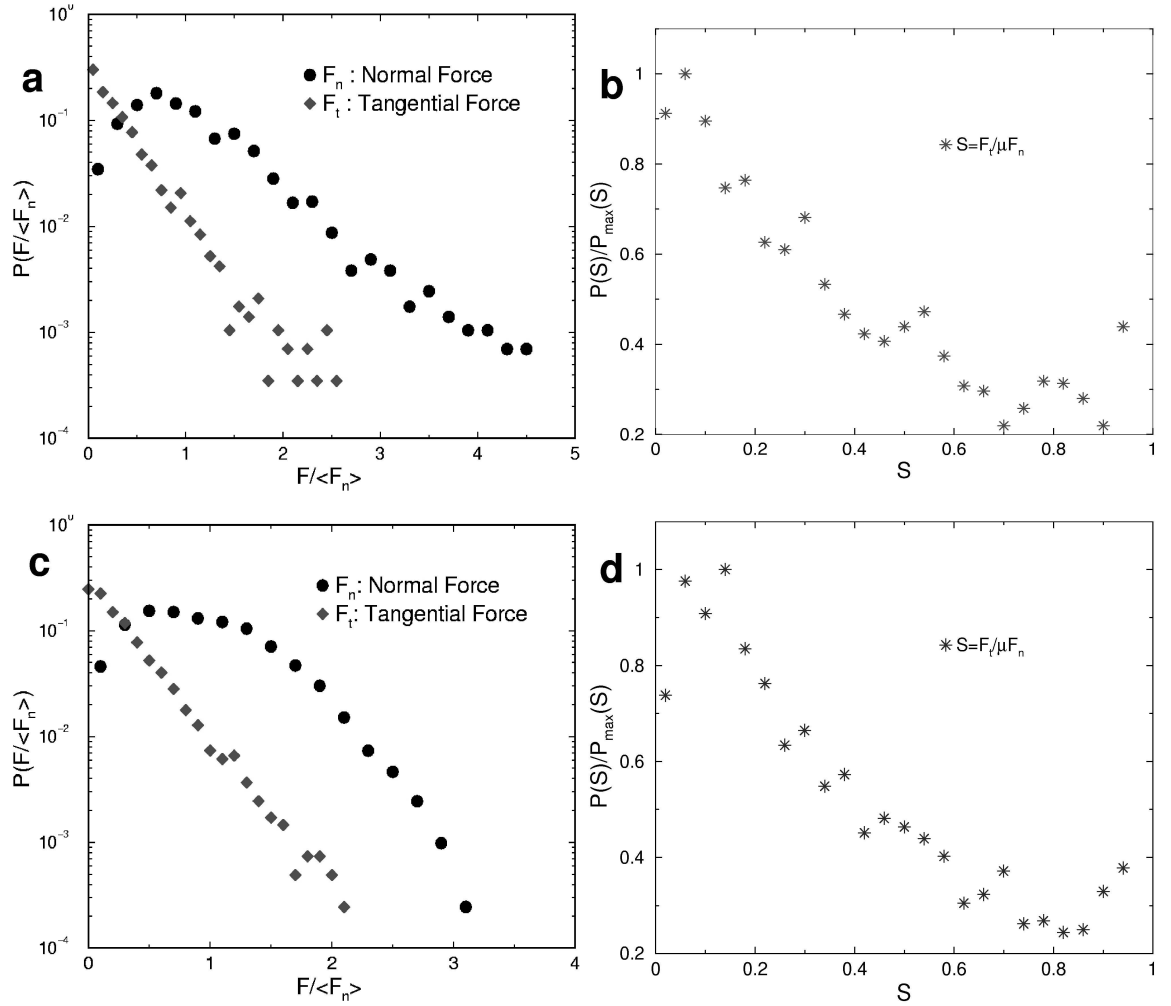 a
10^0
10^-1
10^-2
10^-3
10^-4
P(F/<F_n>)
F_n : Normal Force
F_t : Tangential Force
0 1 2 3 4 5
F/<F_n>
b
1
0.8
0.6
0.4
0.2
P(S)/P_max(S)
S=F_t/μF_n
0 0.2 0.4 0.6 0.8 1
S
c
10^0
10^-1
10^-2
10^-3
10^-4
P(F/<F_n>)
F_n: Normal Force
F_t: Tangential Force
0 1 2 3 4
F/<F_n>
d
1
0.8
0.6
0.4
0.2
P(S)/P_max(S)
S=F_t/μF_n
0 0.2 0.4 0.6 0.8 1
S